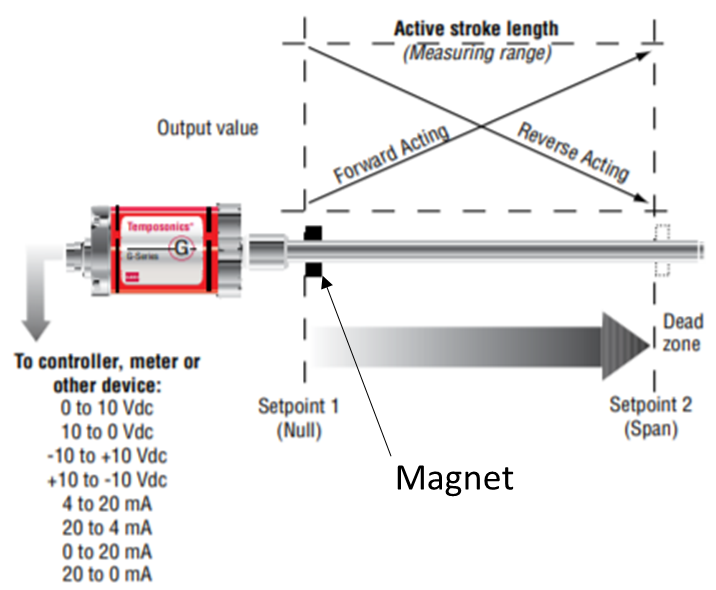 Active stroke length
(Measuring range)
Output value
Forward Acting
Reverse Acting
Temposonics®
G
G-Series
Dead
zone
To controller, meter or
other device:
0 to 10 Vdc
10 to 0 Vdc
-10 to +10 Vdc
+10 to -10 Vdc
4 to 20 mA
20 to 4 mA
0 to 20 mA
20 to 0 mA
Setpoint 1
(Null)
Setpoint 2
(Span)
Magnet